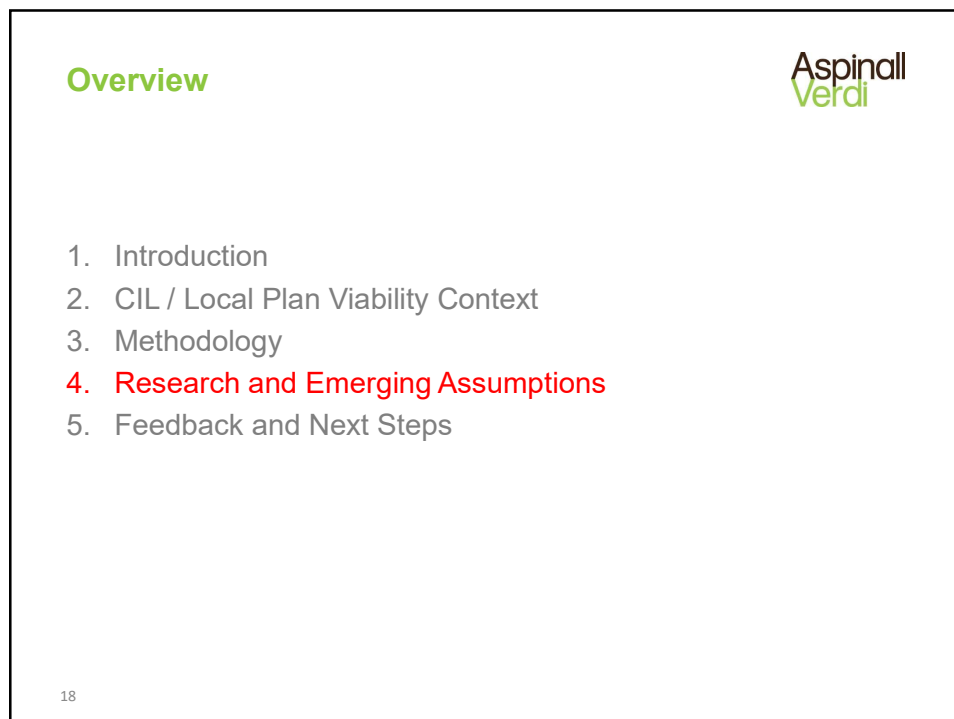 Overview
Aspinall
Verdi
1. Introduction
2. CIL / Local Plan Viability Context
3. Methodology
4. Research and Emerging Assumptions
5. Feedback and Next Steps
18